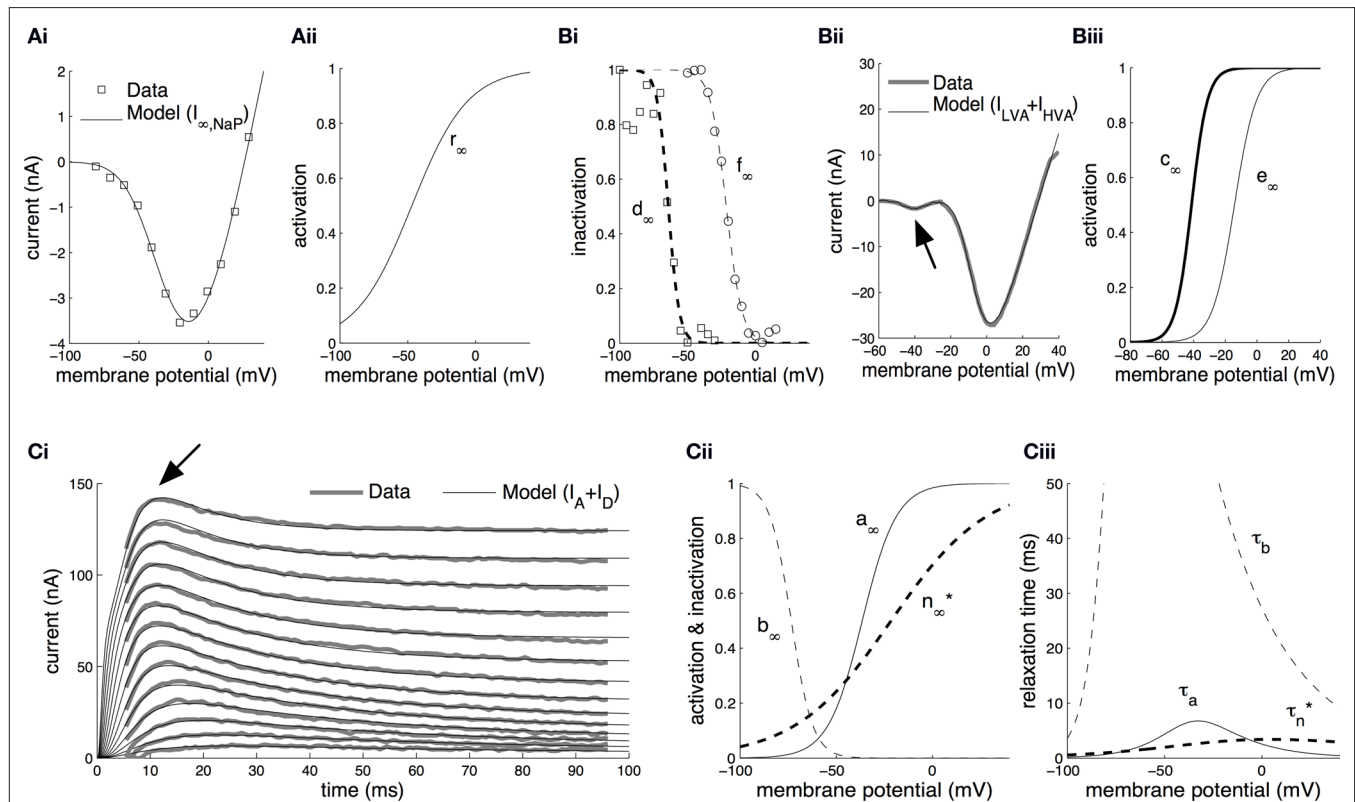 Ai
Aii
Bi
Bii
Biii
2
1
0
−1
−2
−3
−4
−100
−50
0
current (nA)
membrane potential (mV)
Data
Model (I∞,NaP)
1
0.8
0.6
0.4
0.2
0
−100
−50
0
activation
membrane potential (mV)
r∞
1
0.8
0.6
0.4
0.2
0
−100
−50
0
inactivation
membrane potential (mV)
d∞
f∞
30
20
10
0
−10
−20
−30
−60
−40
−20
0
20
40
current (nA)
membrane potential (mV)
Data
Model (ILVA+IHVA)
1
0.8
0.6
0.4
0.2
0
−80
−60
−40
−20
0
20
40
activation
membrane potential (mV)
c∞
e∞
Ci
Cii
Ciii
150
100
50
0
0
10
20
30
40
50
60
70
80
90
100
current (nA)
time (ms)
Data
Model (IA+ID)
1
0.8
0.6
0.4
0.2
0
−100
−50
0
activation & inactivation
membrane potential (mV)
b∞
a∞
n∞*
50
40
30
20
10
0
−100
−50
0
relaxation time (ms)
membrane potential (mV)
τb
τa
τn*